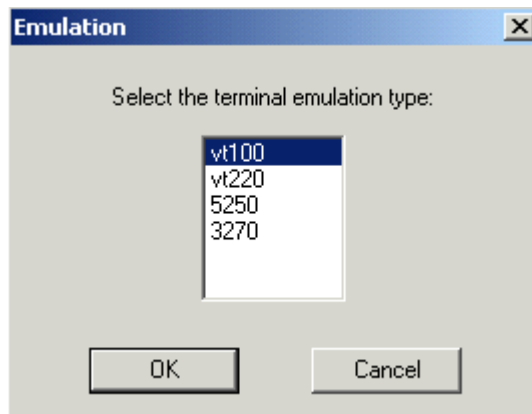 Emulation
Select the terminal emulation type:
vt100
vt220
5250
3270
OK
Cancel